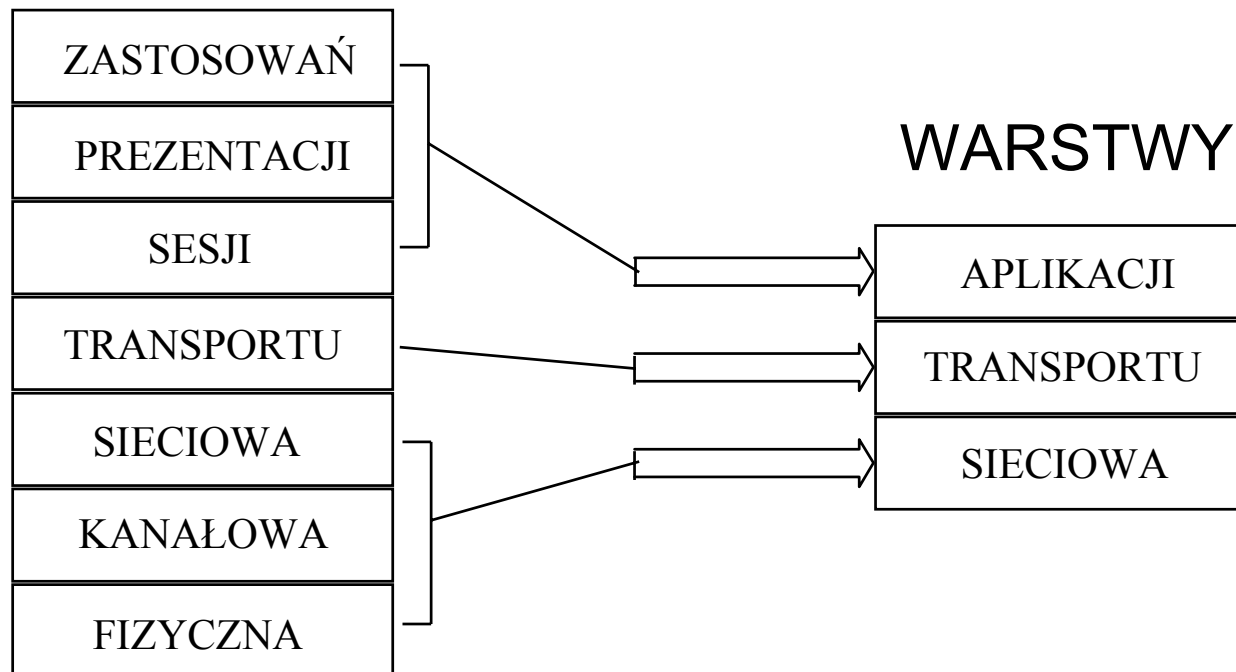 ZASTOSOWAŃ
PREZENTACJI
SESJI
TRANSPORTU
SIECIOWA
KANAŁOWA
FIZYCZNA
WARSTWY
APLIKACJI
TRANSPORTU
SIECIOWA